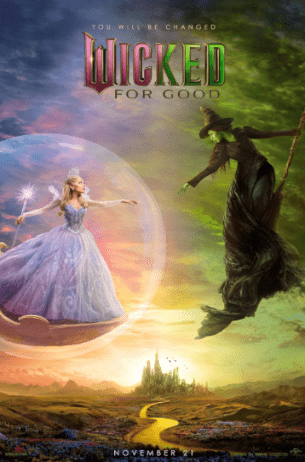 YOU WILL BE CHANGED
WICKED
FOR GOOD
NOVEMBER 21